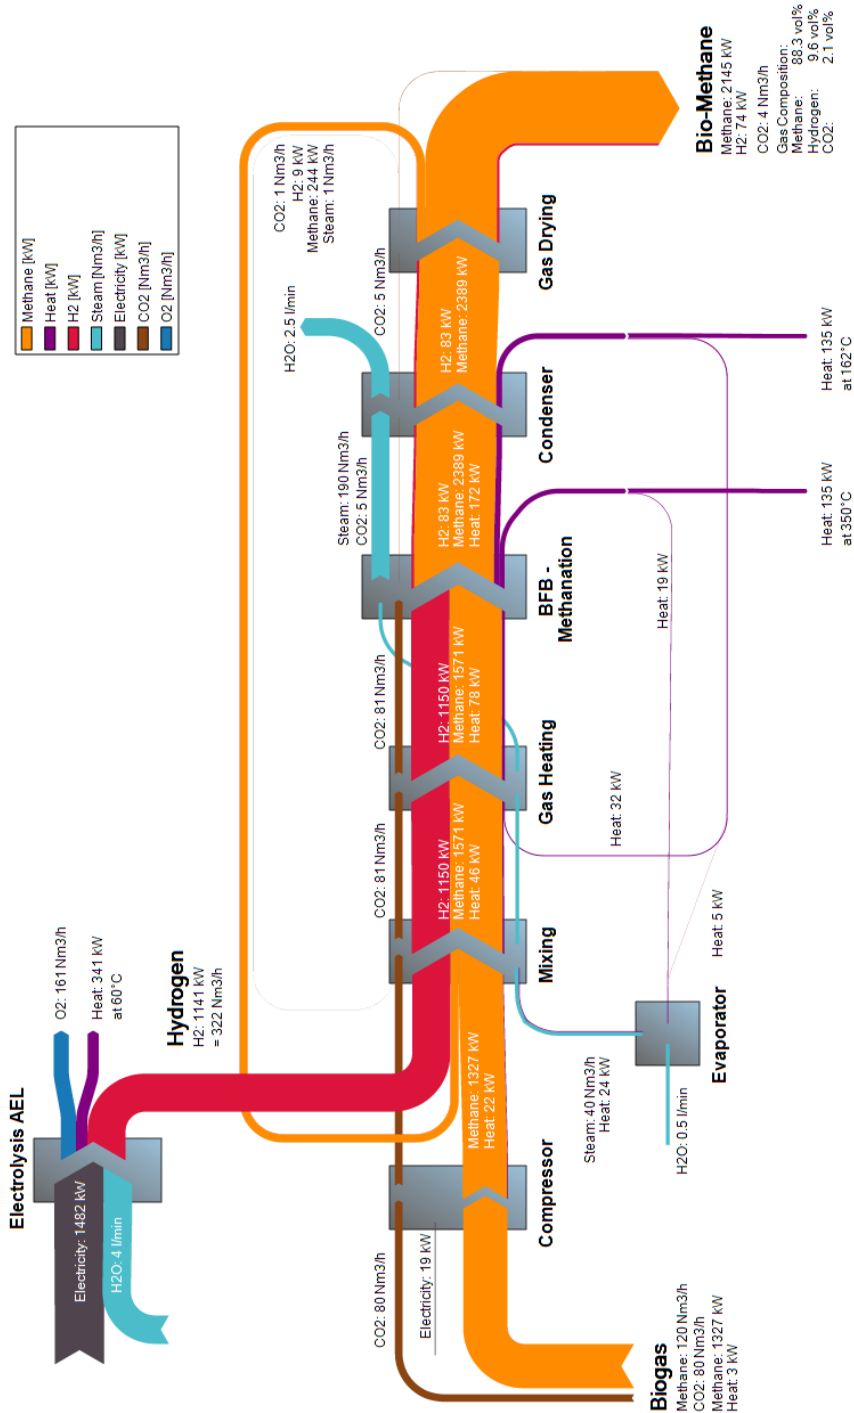 Electrolysis AEL
Electricity: 1482 kW
H2O: 4 l/min
O2: 161 Nm3/h
Heat: 341 kW
at 60°C
Hydrogen
H2: 1141 kW
= 322 Nm3/h
Methane [kW]
Heat [kW]
H2 [kW]
Steam [Nm3/h]
Electricity [kW]
CO2 [Nm3/h]
O2 [Nm3/h]
CO2: 1 Nm3/h
H2: 9 kW
Methane: 244 kW
Steam: 1 Nm3/h
H2O: 2.5 l/min
CO2: 5 Nm3/h
Steam: 190 Nm3/h
CO2: 5 Nm3/h
CO2: 80 Nm3/h
CO2: 81 Nm3/h
CO2: 81 Nm3/h
Electricity: 19 kW
Methane: 1327 kW
Heat: 22 kW
H2: 1150 kW
Methane: 1571 kW
Heat: 46 kW
H2: 1150 kW
Methane: 1571 kW
Heat: 78 kW
H2: 83 kW
Methane: 2389 kW
Heat: 172 kW
H2: 83 kW
Methane: 2389 kW
Compressor
Mixing
Gas Heating
BFB -
Methanation
Condenser
Gas Drying
Steam: 40 Nm3/h
Heat: 24 kW
H2O: 0.5 l/min
Evaporator
Heat: 5 kW
Heat: 32 kW
Heat: 19 kW
Biogas
Methane: 120 Nm3/h
CO2: 80 Nm3/h
Methane: 1327 kW
Heat: 3 kW
Heat: 135 kW
at 350°C
Heat: 135 kW
at 162°C
Bio-Methane
Methane: 2145 kW
H2: 74 kW
CO2: 4 Nm3/h
Gas Composition:
Methane: 88.3 vol%
Hydrogen: 9.6 vol%
CO2: 2.1 vol%